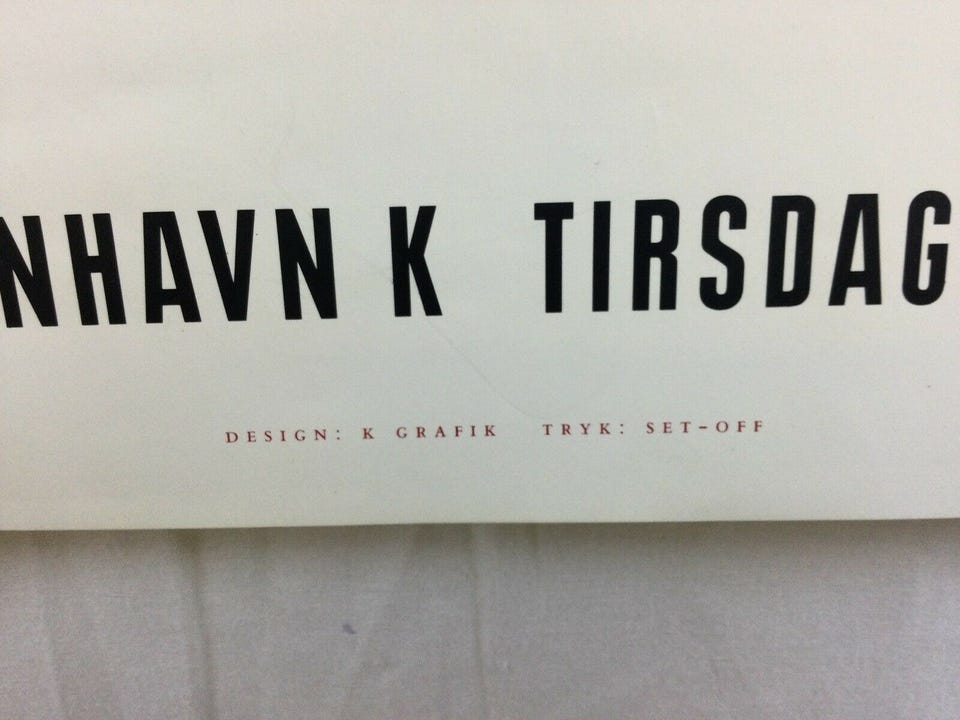 NHAVN K TIRSDAG
DESIGN: K GRAFIK TRYK: SET-OFF